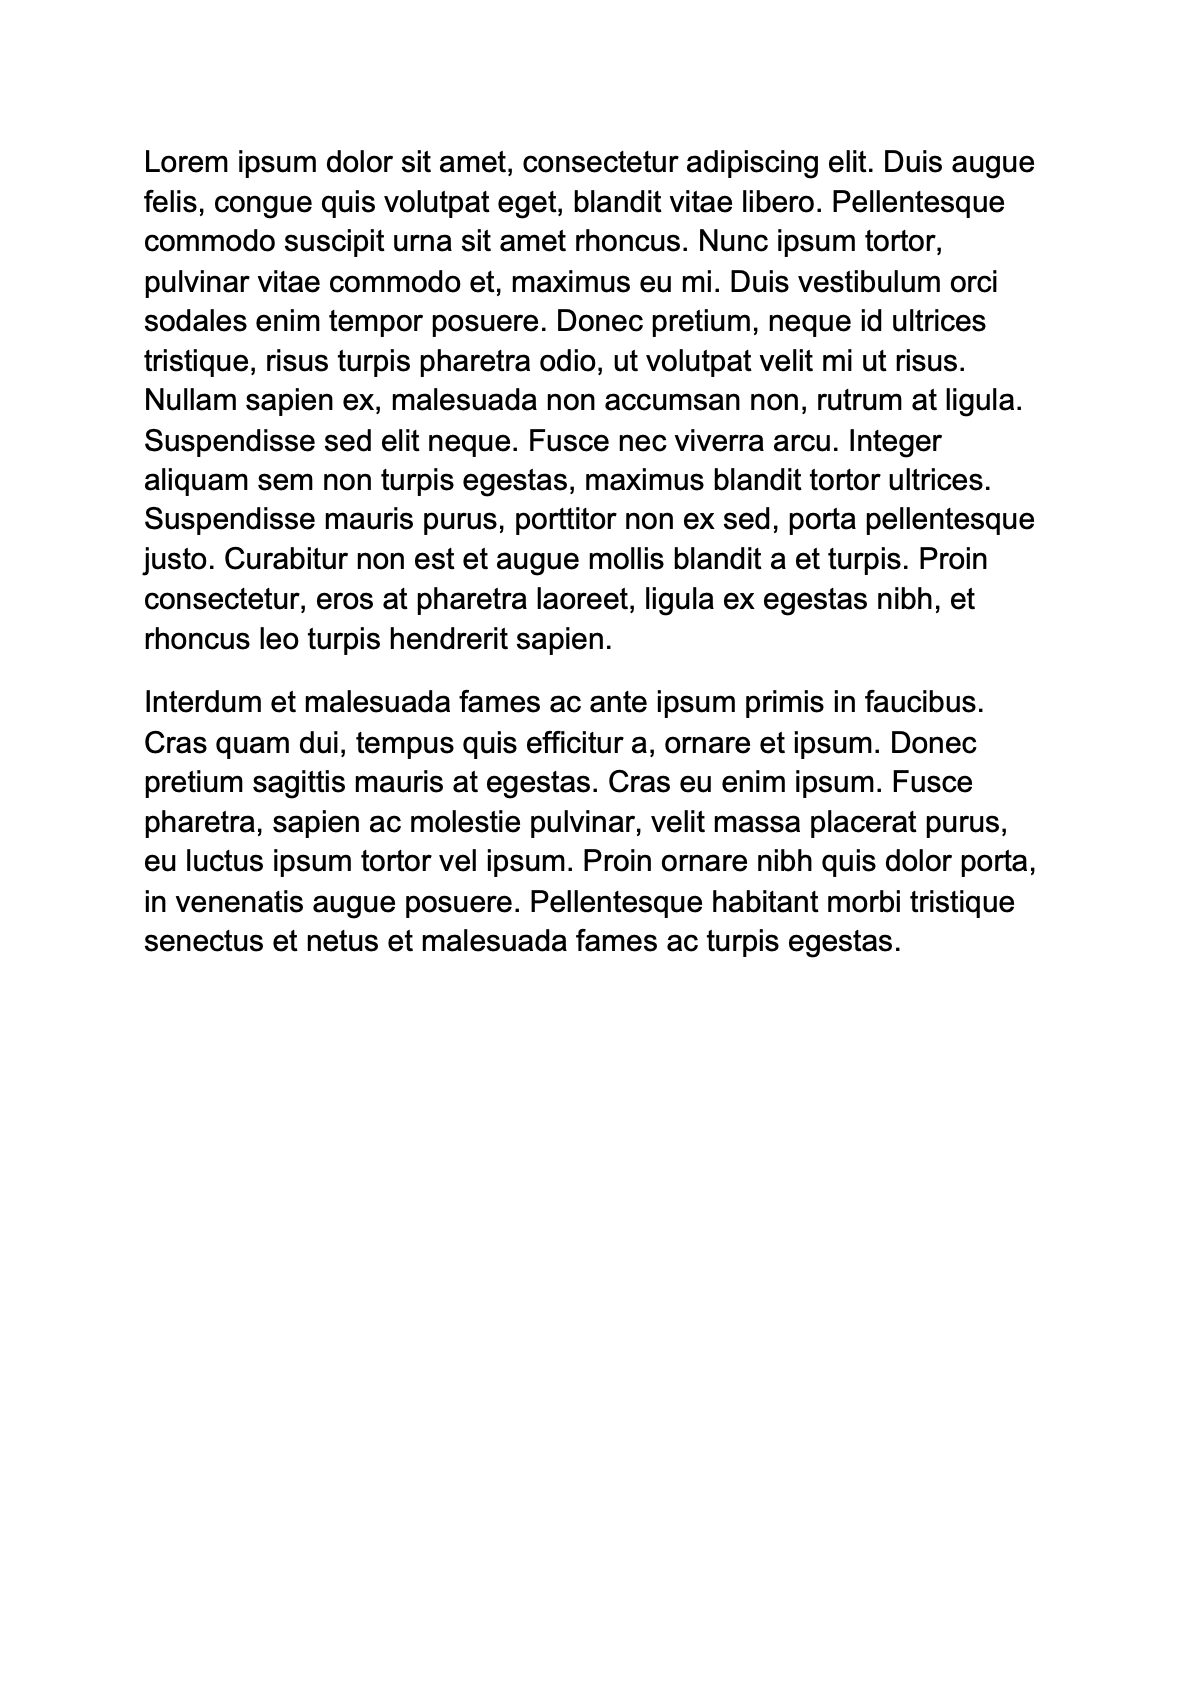 Lorem ipsum dolor sit amet, consectetur adipiscing elit. Duis augue
felis, congue quis volutpat eget, blandit vitae libero. Pellentesque
commodo suscipit urna sit amet rhoncus. Nunc ipsum tortor,
pulvinar vitae commodo et, maximus eu mi. Duis vestibulum orci
sodales enim tempor posuere. Donec pretium, neque id ultrices
tristique, risus turpis pharetra odio, ut volutpat velit mi ut risus.
Nullam sapien ex, malesuada non accumsan non, rutrum at ligula.
Suspendisse sed elit neque. Fusce nec viverra arcu. Integer
aliquam sem non turpis egestas, maximus blandit tortor ultrices.
Suspendisse mauris purus, porttitor non ex sed, porta pellentesque
justo. Curabitur non est et augue mollis blandit a et turpis. Proin
consectetur, eros at pharetra laoreet, ligula ex egestas nibh, et
rhoncus leo turpis hendrerit sapien.
Interdum et malesuada fames ac ante ipsum primis in faucibus.
Cras quam dui, tempus quis efficitur a, ornare et ipsum. Donec
pretium sagittis mauris at egestas. Cras eu enim ipsum. Fusce
pharetra, sapien ac molestie pulvinar, velit massa placerat purus,
eu luctus ipsum tortor vel ipsum. Proin ornare nibh quis dolor porta,
in venenatis augue posuere. Pellentesque habitant morbi tristique
senectus et netus et malesuada fames ac turpis egestas.